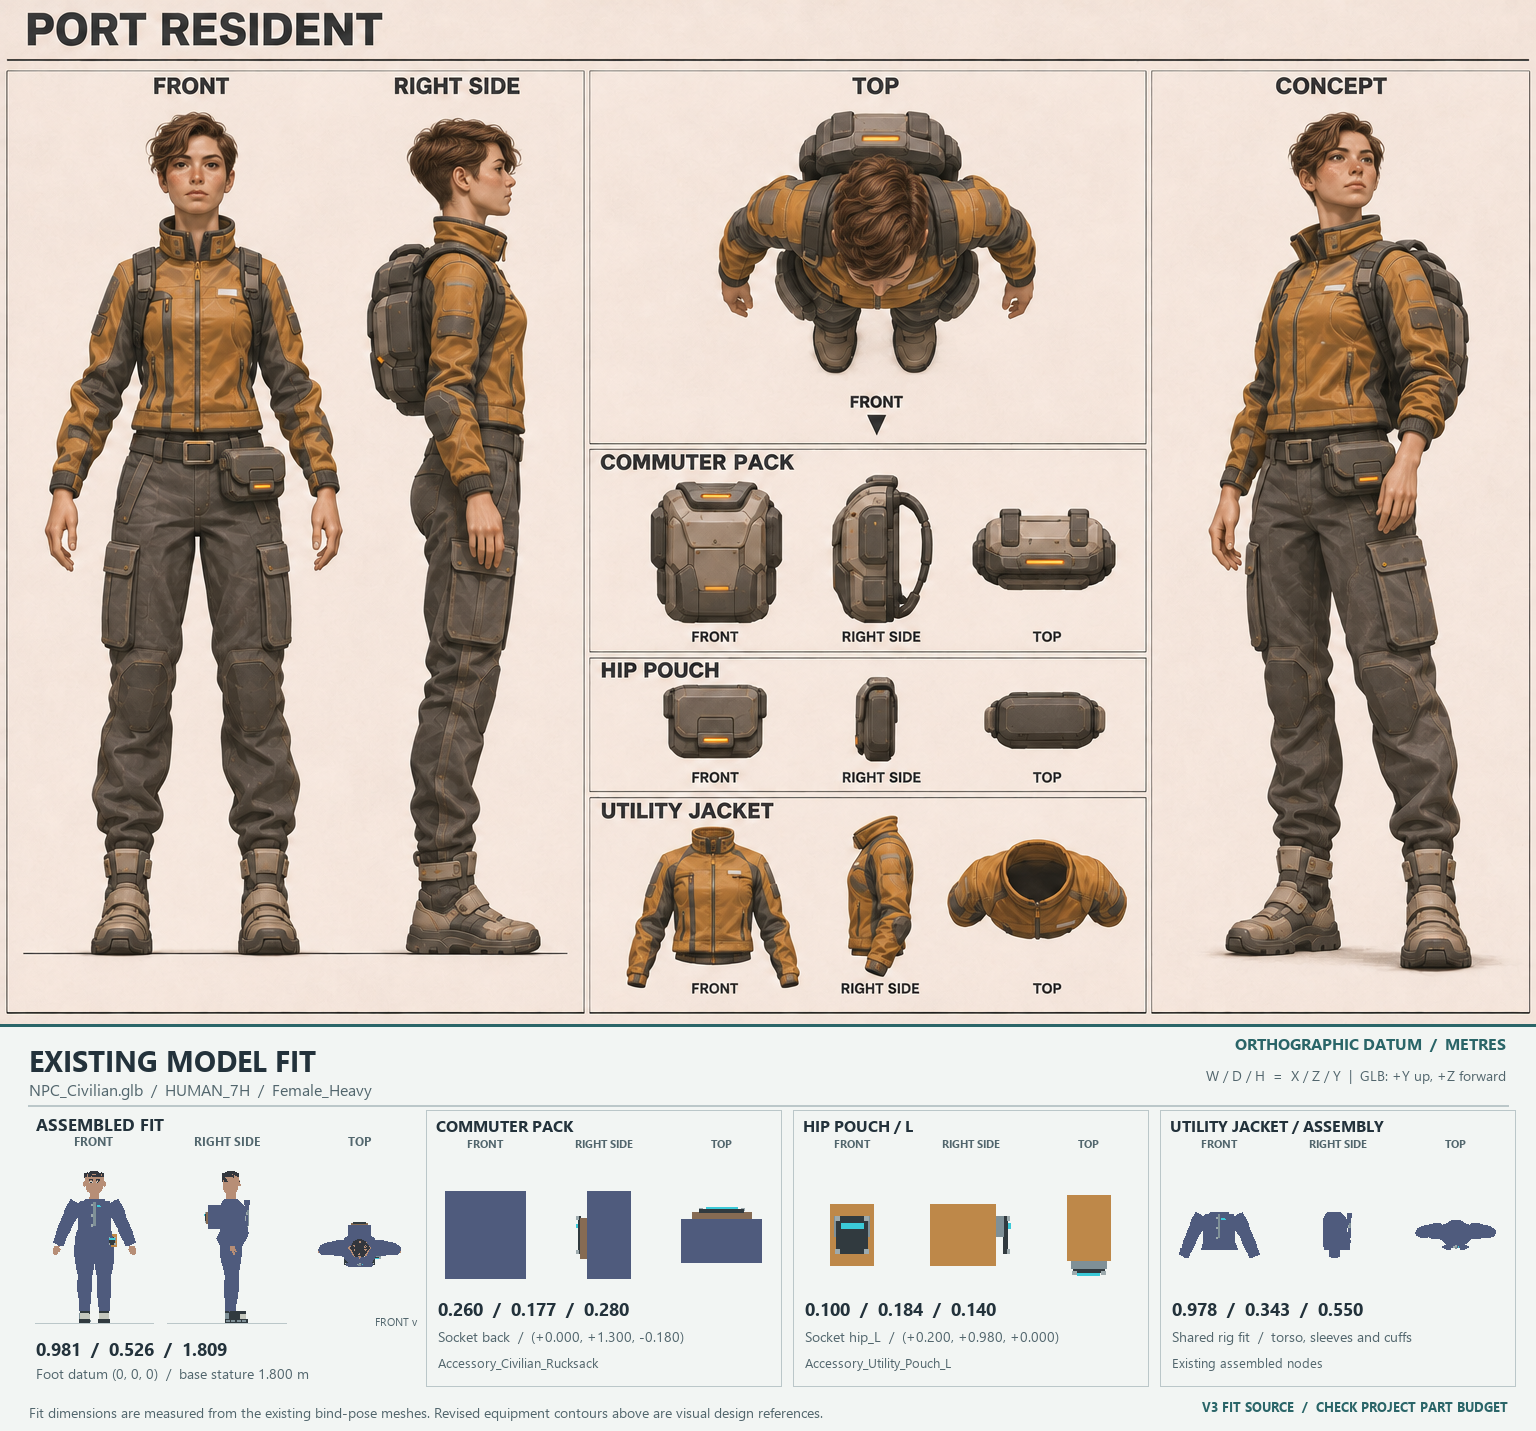 PORT RESIDENT
FRONT
RIGHT SIDE
TOP
FRONT
COMMUTER PACK
FRONT
RIGHT SIDE
TOP
HIP POUCH
FRONT
RIGHT SIDE
TOP
UTILITY JACKET
FRONT
RIGHT SIDE
TOP
CONCEPT
EXISTING MODEL FIT
NPC_Civilian.glb / HUMAN_7H / Female_Heavy
ORTHOGRAPHIC DATUM / METRES
W / D / H = X / Z / Y | GLB: +Y up, +Z forward
ASSEMBLED FIT
FRONT
RIGHT SIDE
TOP
FRONT v
0.981 / 0.526 / 1.809
Foot datum (0, 0, 0) / base stature 1.800 m
COMMUTER PACK
FRONT
RIGHT SIDE
TOP
0.260 / 0.177 / 0.280
Socket back / (+0.000, +1.300, -0.180)
Accessory_Civilian_Rucksack
HIP POUCH / L
FRONT
RIGHT SIDE
TOP
0.100 / 0.184 / 0.140
Socket hip_L / (+0.200, +0.980, +0.000)
Accessory_Utility_Pouch_L
UTILITY JACKET / ASSEMBLY
FRONT
RIGHT SIDE
TOP
0.978 / 0.343 / 0.550
Shared rig fit / torso, sleeves and cuffs
Existing assembled nodes
Fit dimensions are measured from the existing bind-pose meshes. Revised equipment contours above are visual design references.
V3 FIT SOURCE / CHECK PROJECT PART BUDGET